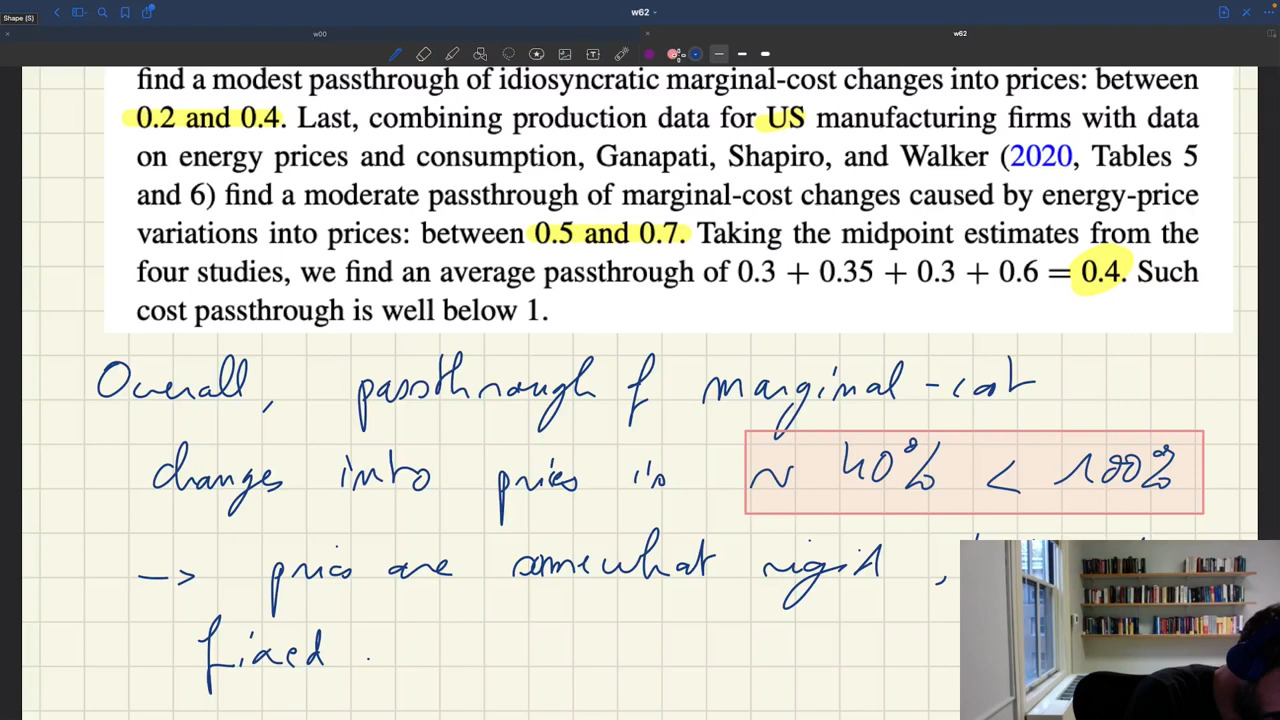 Shape (S)
w62
w00
w62
find a modest passthrough of idiosyncratic marginal-cost changes into prices: between
0.2 and 0.4. Last, combining production data for US manufacturing firms with data
on energy prices and consumption, Ganapati, Shapiro, and Walker (2020, Tables 5
and 6) find a moderate passthrough of marginal-cost changes caused by energy-price
variations into prices: between 0.5 and 0.7. Taking the midpoint estimates from the
four studies, we find an average passthrough of 0.3 + 0.35 + 0.3 + 0.6 = 0.4. Such
cost passthrough is well below 1.
Overall, passthrough of marginal-cost
changes into prices is ≈ 40% < 100%
-> prices are somewhat rigid,
fixed.